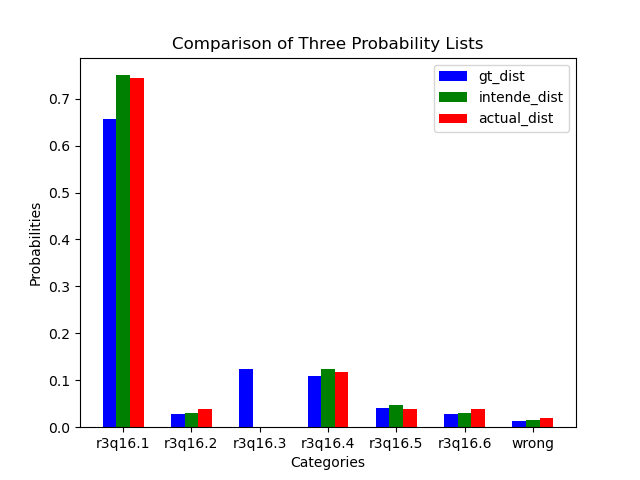 Comparison of Three Probability Lists
gt_dist
intende_dist
actual_dist
Probabilities
0.7
0.6
0.5
0.4
0.3
0.2
0.1
0.0
r3q16.1 r3q16.2 r3q16.3 r3q16.4 r3q16.5 r3q16.6 wrong
Categories